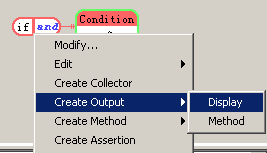 if and Condition
Modify...
Edit
Create Collector
Create Output Display
Create Method Method
Create Assertion